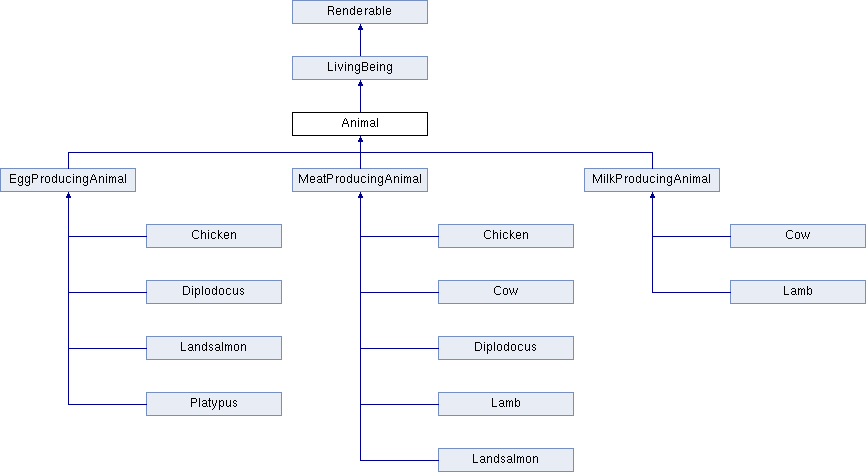 Renderable
LivingBeing
Animal
EggProducingAnimal
MeatProducingAnimal
MilkProducingAnimal
Chicken
Chicken
Cow
Diplodocus
Cow
Lamb
Landsalmon
Diplodocus
Platypus
Lamb
Landsalmon